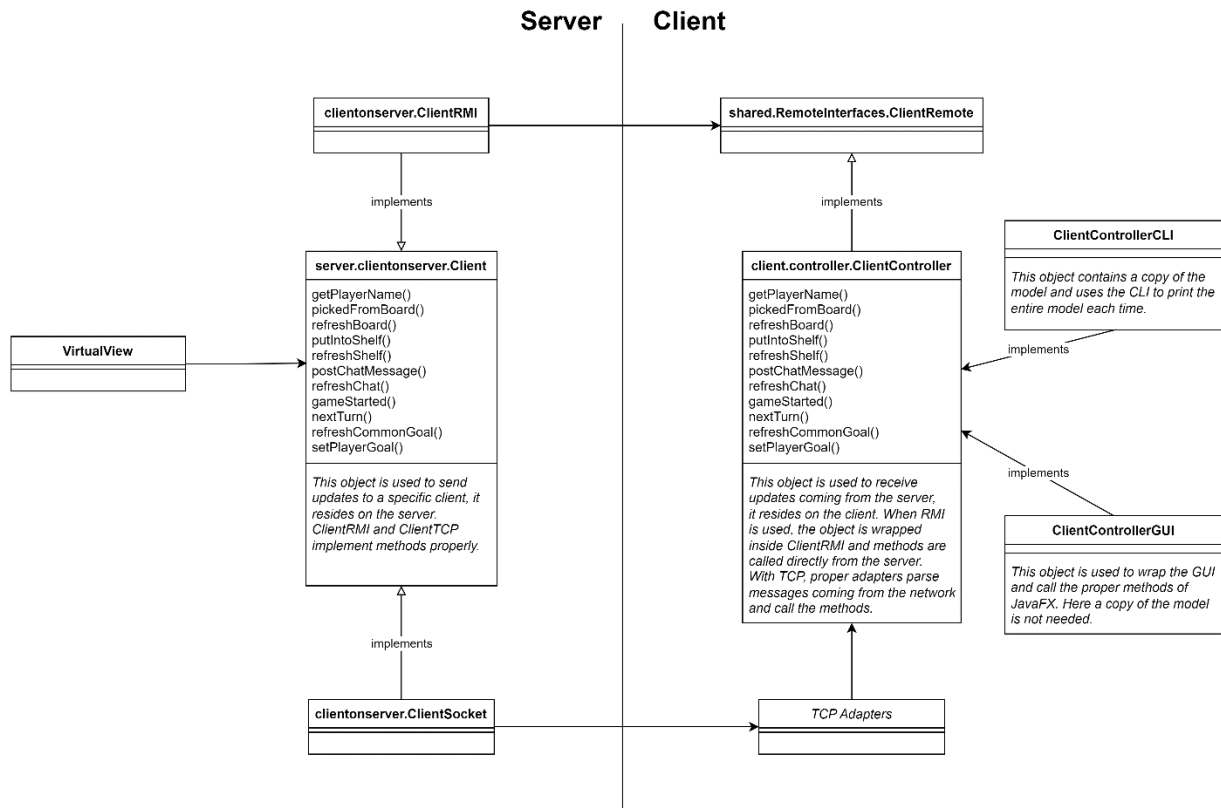 Server
Client
clientonserver.ClientRMI
shared.RemoteInterfaces.ClientRemote
implements
implements
server.clientonserver.Client
getPlayerName()
pickedFromBoard()
refreshBoard()
putIntoShelf()
refreshShelf()
postChatMessage()
refreshChat()
gameStarted()
nextTurn()
refreshCommonGoal()
setPlayerGoal()
This object is used to send
updates to a specific client, it
resides on the server.
ClientRMI and ClientTCP
implement methods properly.
VirtualView
client.controller.ClientController
getPlayerName()
pickedFromBoard()
refreshBoard()
putIntoShelf()
refreshShelf()
postChatMessage()
refreshChat()
gameStarted()
nextTurn()
refreshCommonGoal()
setPlayerGoal()
This object is used to receive
updates coming from the server,
it resides on the client. When RMI
is used, the object is wrapped
inside ClientRMI and methods are
called directly from the server.
With TCP, proper adapters parse
messages coming from the network
and call the methods.
ClientControllerCLI
This object contains a copy of the
model and uses the CLI to print the
entire model each time.
implements
implements
ClientControllerGUI
This object is used to wrap the GUI
and call the proper methods of
JavaFX. Here a copy of the model
is not needed.
implements
clientonserver.ClientSocket
TCP Adapters